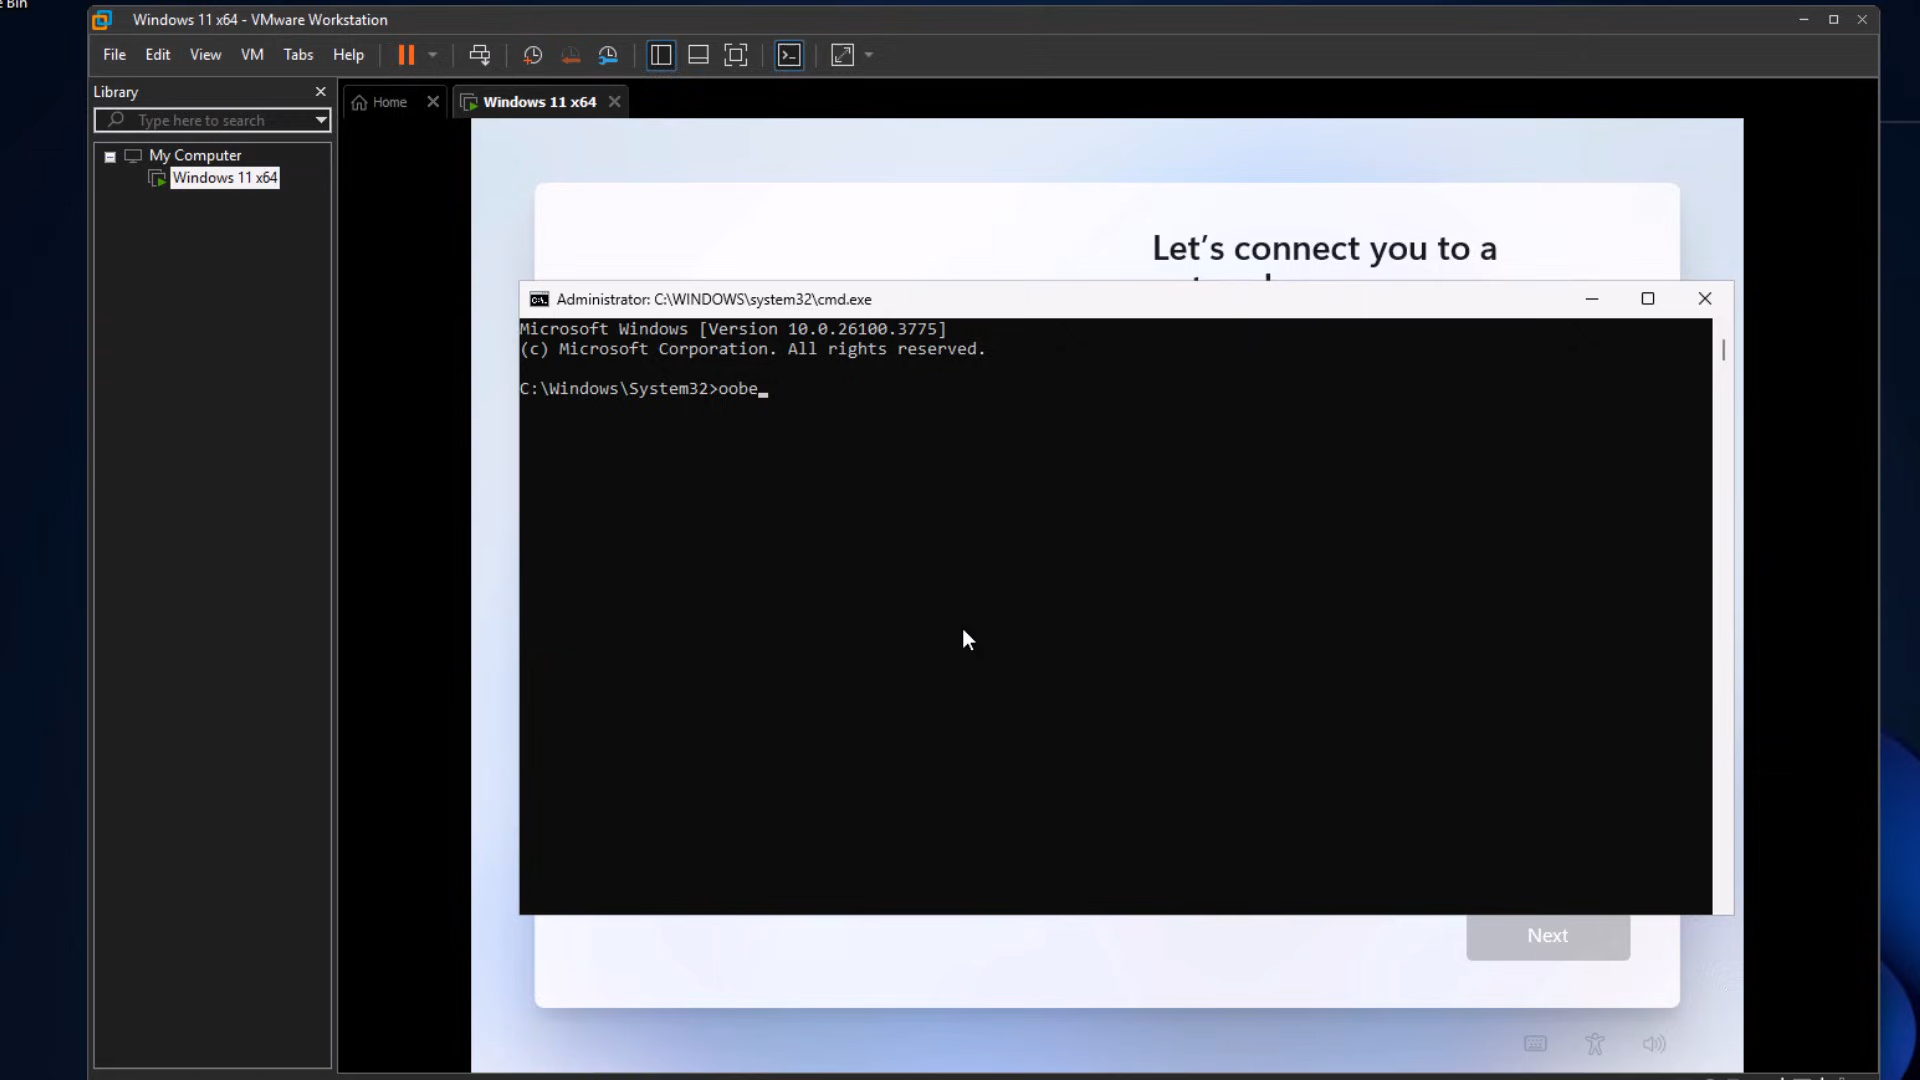 e Bin
Windows 11 x64 - VMware Workstation
File Edit View VM Tabs Help
Library
Type here to search
Home
Windows 11 x64
My Computer
Windows 11 x64
Let's connect you to a
Administrator: C:\WINDOWS\system32\cmd.exe
Microsoft Windows [Version 10.0.26100.3775]
(c) Microsoft Corporation. All rights reserved.
C:\Windows\System32>oobe_
Next